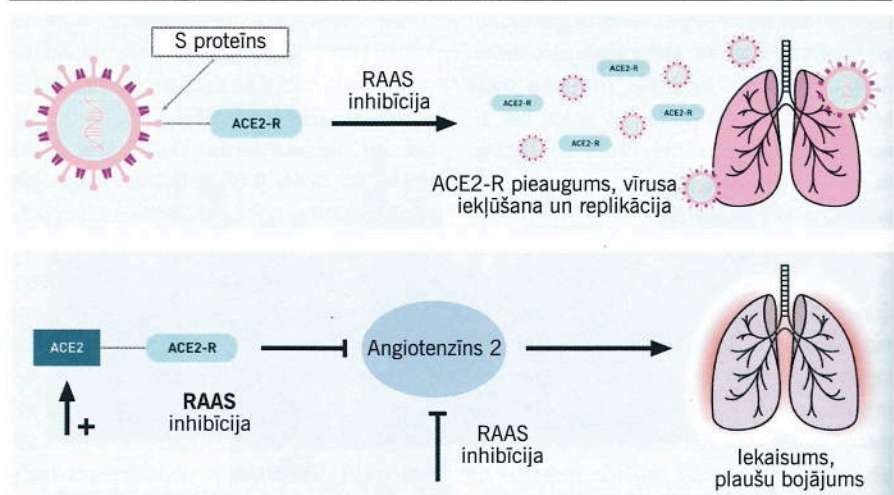 S proteīns
ACE2-R
RAAS
inhibīcija
ACE2-R
ACE2-R
ACE2-R
ACE2-R
ACE2-R pieaugums, vīrusa
iekļūšana un replikācija
ACE2
ACE2-R
RAAS
inhibīcija
+
Angiotenzīns 2
RAAS
inhibīcija
Iekaisums,
plaušu bojājums